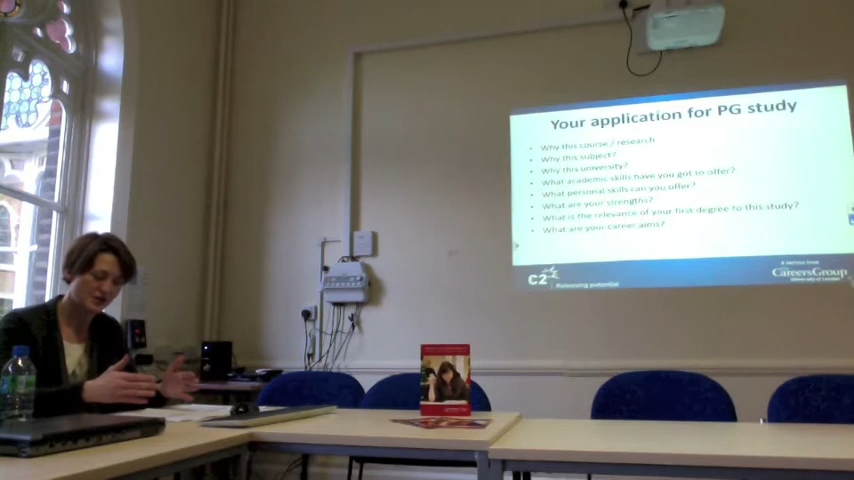 Your application for PG study
Why this course / research
Why this subject?
Why this university?
What academic skills have you got to offer?
What personal skills can you offer?
What are your strengths?
What is the relevance of your first degree to this study?
What are your career aims?
C2
Releasing potential
CareersGroup
University of London